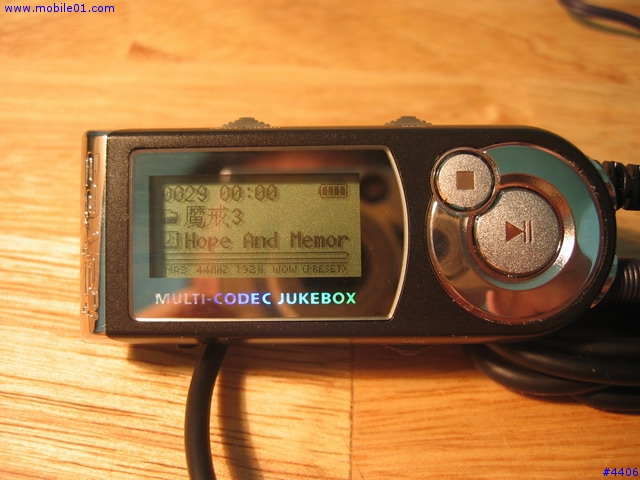 www.mobile01.com
0029 00:00
魔戒3
Hope And Memor
MP3 44KHZ 192K WOW(PRESET)
MULTI-CODEC JUKEBOX
#4406